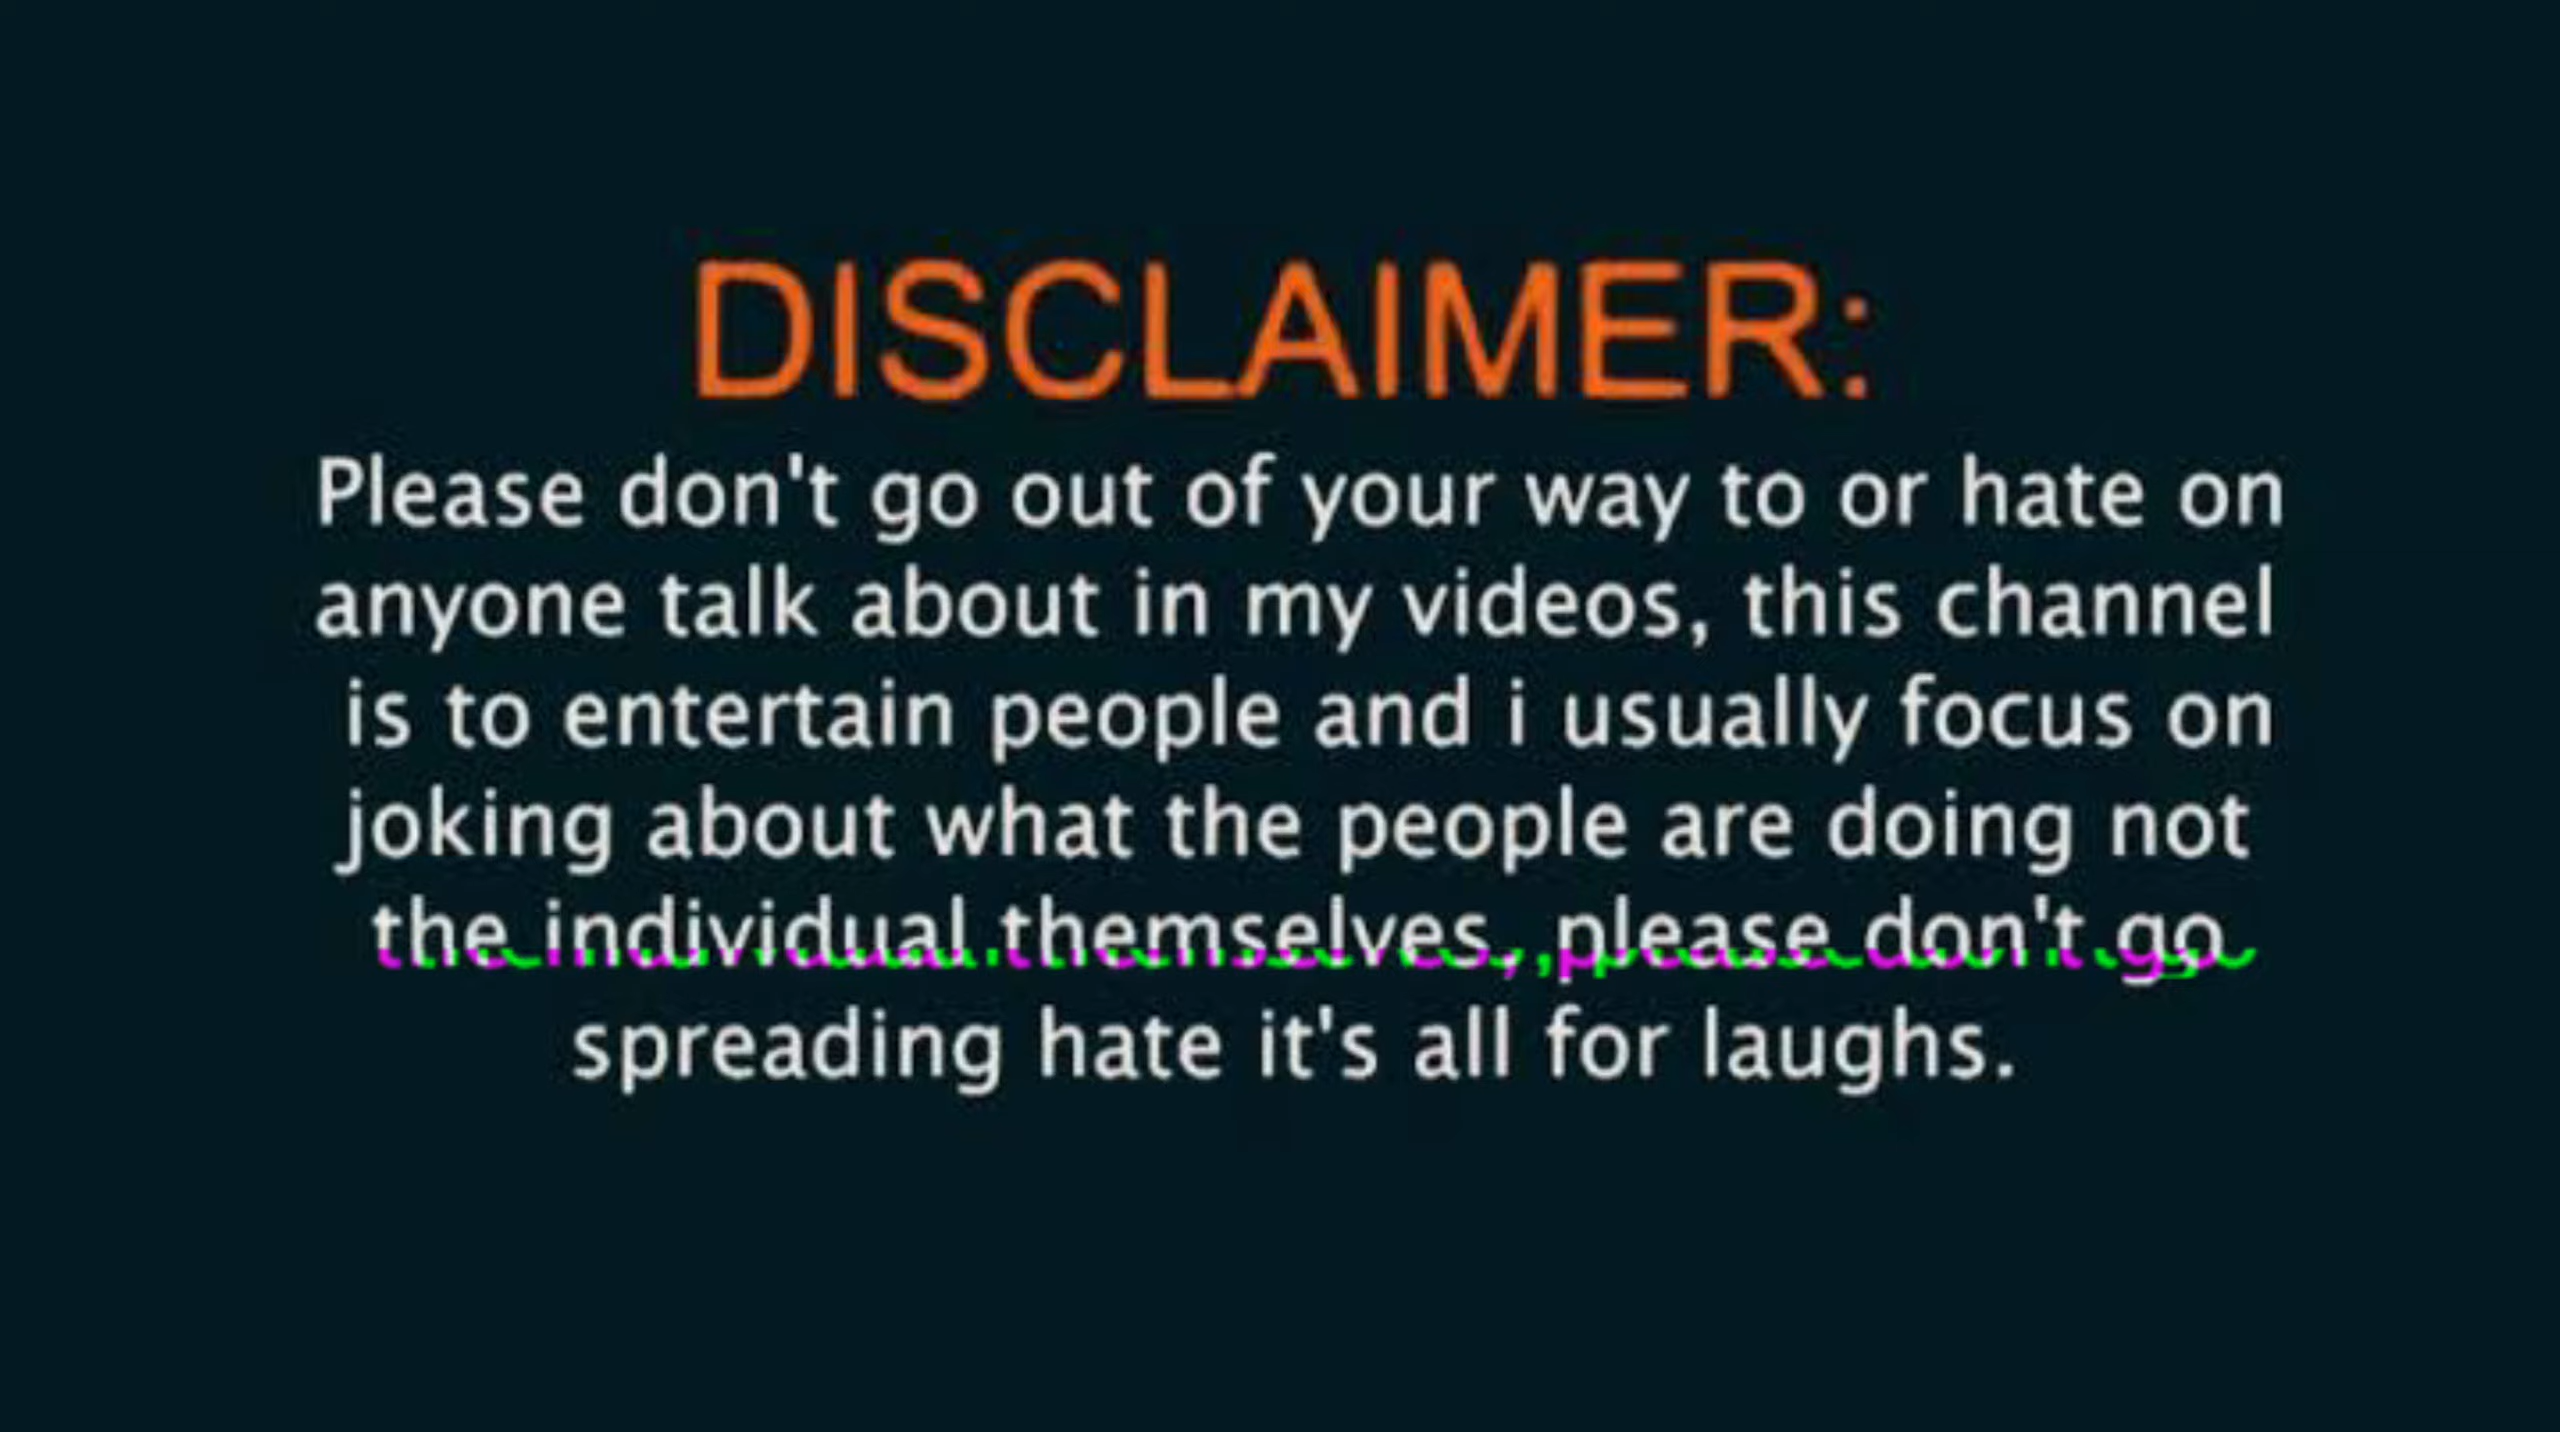 DISCLAIMER:
Please don't go out of your way to or hate on
anyone talk about in my videos, this channel
is to entertain people and i usually focus on
joking about what the people are doing not
the individual themselves, please don't go
spreading hate it's all for laughs.